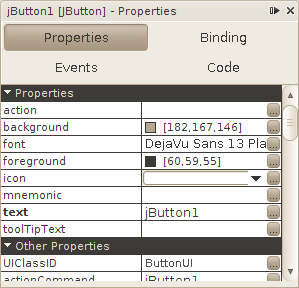 jButton1 [JButton] - Properties
Properties Binding
Events Code
Properties
action
background [182,167,146]
font DejaVu Sans 13 Pla
foreground [60,59,55]
icon
mnemonic
text jButton1
toolTipText
Other Properties
UIClassID ButtonUI
actionCommand jButton1